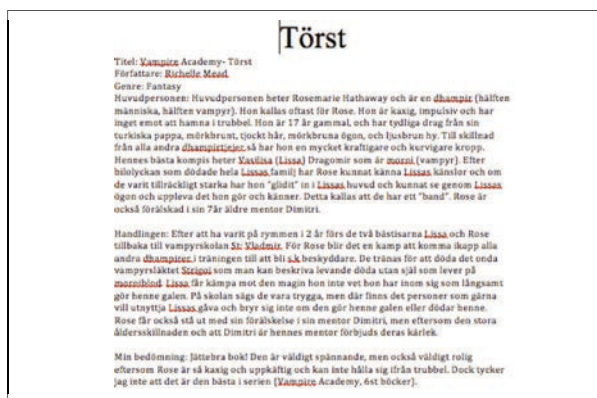 Törst
Titel: Vampire Academy- Törst
Författare: Richelle Mead
Genre: Fantasy
Huvudpersonen: Huvudpersonen heter Rosemarie Hathaway och är en dhampir (hälften
människa, hälften vampyr). Hon kallas oftast för Rose. Hon är kaxig, impulsiv och har
inget emot att hamna i trubbel. Hon är 17 år gammal, och har tydliga drag från sin
turkiska pappa, mörkbrunt, tjockt hår, mörkbruna ögon, och ljusbrun hy. Till skillnad
från alla andra dhampirtjejer så har hon en mycket kraftigare och kurvigare kropp.
Hennes bästa kompis heter Vasilisa (Lissa) Dragomir som är morni (vampyr). Efter
bilolyckan som dödade hela Lissas familj har Rose kunnat känna Lissas känslor och om
de varit tillräckligt starka har hon "glidit" in i Lissas huvud och kunnat se genom Lissas
ögon och uppleva det hon gör och känner. Detta kallas att de har ett "band". Rose är
också förälskad i sin 7år äldre mentor Dimitri.
Handlingen: Efter att ha varit på rymmen i 2 år förs de två bästisarna Lissa och Rose
tillbaka till vampyrskolan St: Vladmir. För Rose blir det en kamp att komma ikapp alla
andra dhampirer i träningen till att bli s.k beskyddare. De tränas för att döda det onda
vampyrsläktet Strigoi som man kan beskriva levande döda utan själ som lever på
morniblod. Lissa får kämpa mot den magin hon inte vet hon har inom sig som långsamt
gör henne galen. På skolan sägs de vara trygga, men där finns det personer som gärna
vill utnyttja Lissas gåva och bryr sig inte om den gör henne galen eller dödar henne.
Rose får också stå ut med sin förälskelse i sin mentor Dimitri, men eftersom den stora
åldersskillnaden och att Dimitri är hennes mentor förbjuds deras kärlek.
Min bedömning: Jättebra bok! Den är väldigt spännande, men också väldigt rolig
eftersom Rose är så kaxig och uppkäftig och kan inte hålla sig ifrån trubbel. Dock tycker
jag inte att det är den bästa i serien (Vampire Academy, 6st böcker).